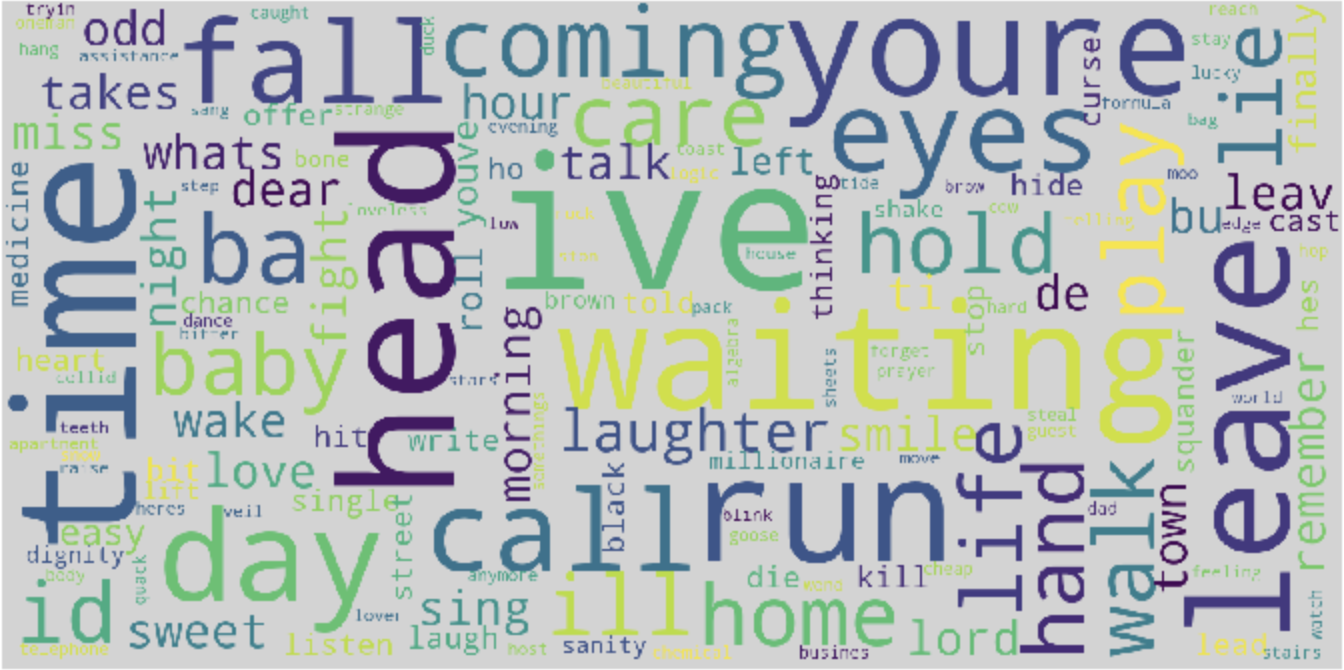 tryin
oneman
odd
caught
duck
fall
coming
youre
reach
hang
assistance
stay
lie
finally
takes
sang
offer
strange
beautiful
hour
care
curse
formula
lucky
bag
miss
whats
bone
evening
eyes
step
dear
youve
ho
talk
toast
logic
left
tide
brow
hide
moo
leav
medicine
time
night
ba
fight
loveless
head
roll
luw
ive
house
thinking
shake
cow
hold
play
bu
edge
cast
hop
chance
dance
bitter
brown
told
pack
ti
stop
hard
de
hes
heart
collid
baby
stars
morning
waiting
algebra
sheets
forget
prayer
squander
leave
world
teeth
apartment
raise
wake
hit
write
somethings
laughter
smile
steal
guest
remember
bit
lift
love
millionaire
move
heres
veil
single
street
call
black
run
blink
goose
life
hand
dad
walk
town
easy
dignity
body
quack
day
anymore
die
kill
cheap
feeling
id
sweet
lover
sing
ill
home
lord
watch
telephone
listen
laugh
host
sanity
chemical
busines
lead
stairs